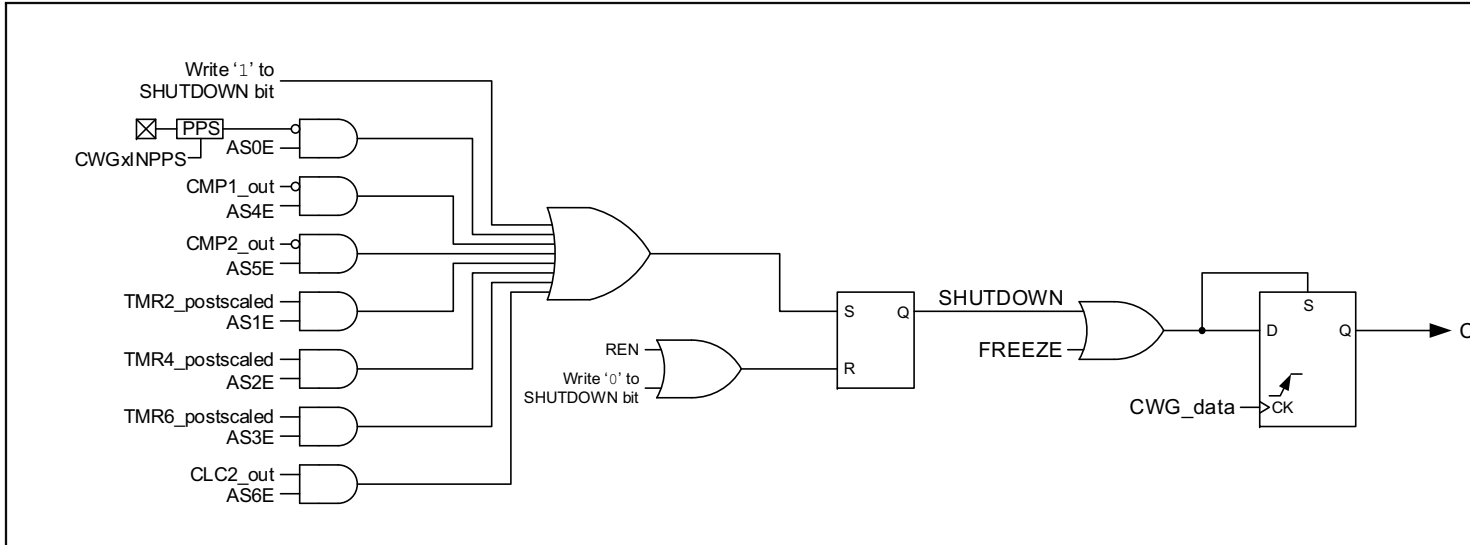 Write ‘1’ to
SHUTDOWN bit
PPS
AS0E
CWGxINPPS
CMP1_out
AS4E
CMP2_out
AS5E
TMR2_postscaled
AS1E
TMR4_postscaled
AS2E
TMR6_postscaled
AS3E
CLC2_out
AS6E
REN
Write ‘0’ to
SHUTDOWN bit
S
Q
R
SHUTDOWN
FREEZE
S
D
Q
CWG_data
CK